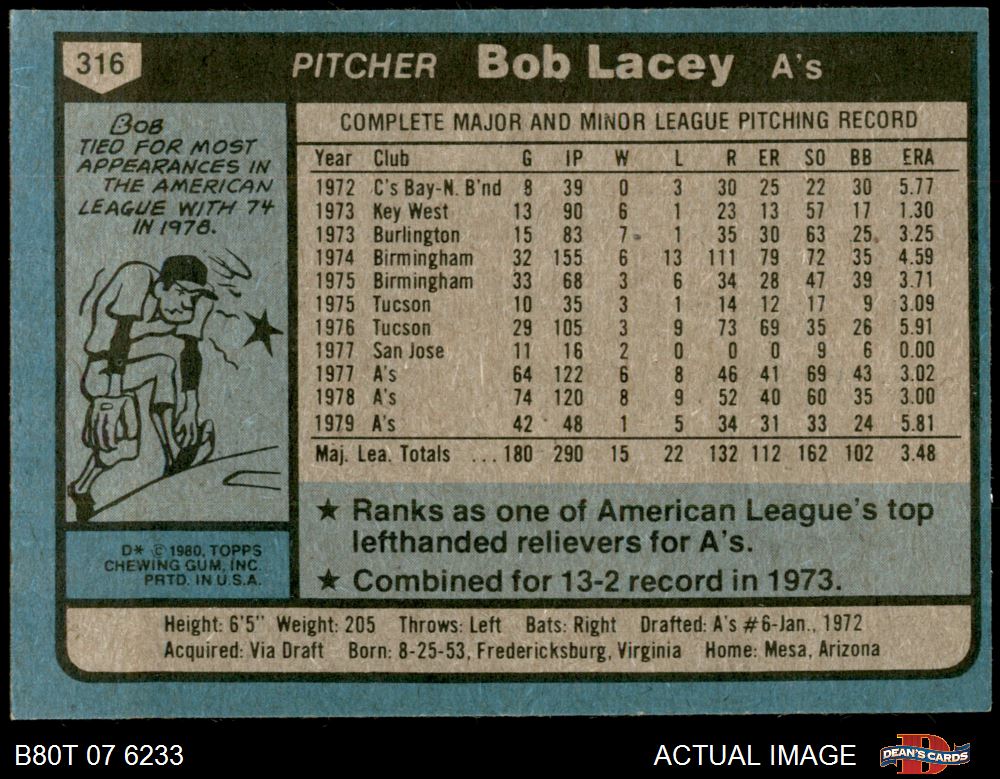 316 PITCHER Bob Lacey A's
BOB
TIED FOR MOST
APPEARANCES IN
THE AMERICAN
LEAGUE WITH 74
IN 1978.
D* © 1980, TOPPS
CHEWING GUM, INC.
PRTD. IN U.S.A.
COMPLETE MAJOR AND MINOR LEAGUE PITCHING RECORD
Year Club G IP W L R ER SO BB ERA
1972 C's Bay-N. B'nd 8 39 0 3 30 25 22 30 5.77
1973 Key West 13 90 6 1 23 13 57 17 1.30
1973 Burlington 15 83 7 1 35 30 63 25 3.25
1974 Birmingham 32 155 6 13 111 79 72 35 4.59
1975 Birmingham 33 68 3 6 34 28 47 39 3.71
1975 Tucson 10 35 3 1 14 12 17 9 3.09
1976 Tucson 29 105 3 9 73 69 35 26 5.91
1977 San Jose 11 16 2 0 0 0 9 6 0.00
1977 A's 64 122 6 8 46 41 69 43 3.02
1978 A's 74 120 8 9 52 40 60 35 3.00
1979 A's 42 48 1 5 34 31 33 24 5.81
Maj. Lea. Totals ... 180 290 15 22 132 112 162 102 3.48
★ Ranks as one of American League's top
lefthanded relievers for A's.
★ Combined for 13-2 record in 1973.
Height: 6'5" Weight: 205 Throws: Left Bats: Right Drafted: A's #6-Jan., 1972
Acquired: Via Draft Born: 8-25-53, Fredericksburg, Virginia Home: Mesa, Arizona
B80T 07 6233 ACTUAL IMAGE DEAN'S CARDS